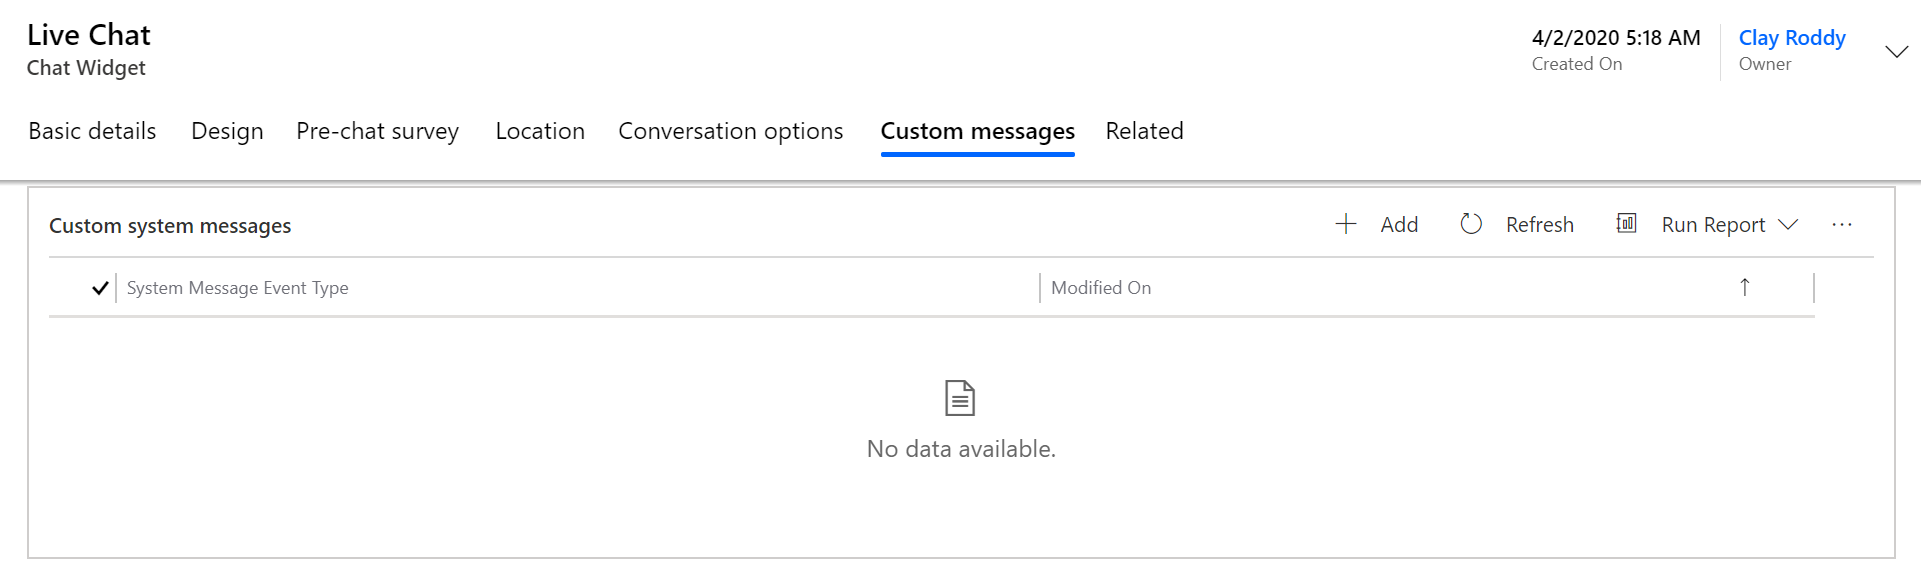 Live Chat
Chat Widget
4/2/2020 5:18 AM
Created On
Clay Roddy
Owner
Basic details Design Pre-chat survey Location Conversation options Custom messages Related
Custom system messages
Add Refresh Run Report ...
System Message Event Type Modified On
No data available.